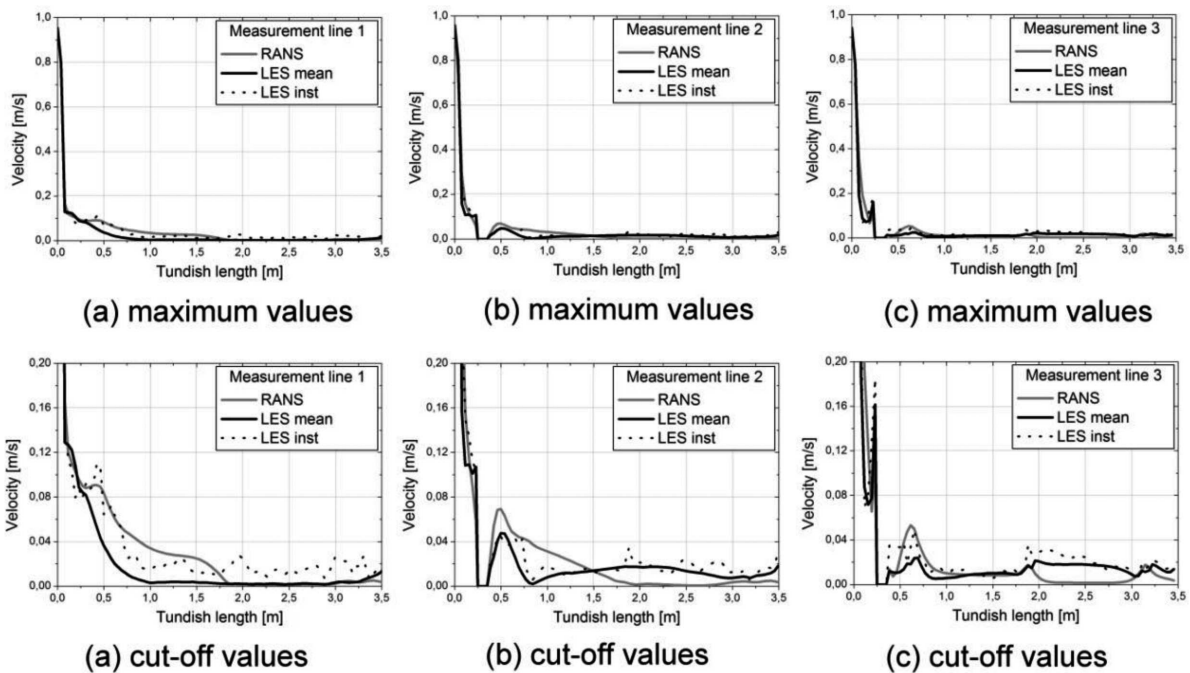 Measurement line 1
RANS
LES mean
LES inst
Velocity [m/s]
1,0
0,8
0,6
0,4
0,2
0,0
0,0 0,5 1,0 1,5 2,0 2,5 3,0 3,5
Tundish length [m]
(a) maximum values
Measurement line 2
RANS
LES mean
LES inst
Velocity [m/s]
1,0
0,8
0,6
0,4
0,2
0,0
0,0 0,5 1,0 1,5 2,0 2,5 3,0 3,5
Tundish length [m]
(b) maximum values
Measurement line 3
RANS
LES mean
LES inst
Velocity [m/s]
1,0
0,8
0,6
0,4
0,2
0,0
0,0 0,5 1,0 1,5 2,0 2,5 3,0 3,5
Tundish length [m]
(c) maximum values
Measurement line 1
RANS
LES mean
LES inst
Velocity [m/s]
0,20
0,16
0,12
0,08
0,04
0,00
0,0 0,5 1,0 1,5 2,0 2,5 3,0 3,5
Tundish length [m]
(a) cut-off values
Measurement line 2
RANS
LES mean
LES inst
Velocity [m/s]
0,20
0,16
0,12
0,08
0,04
0,00
0,0 0,5 1,0 1,5 2,0 2,5 3,0 3,5
Tundish length [m]
(b) cut-off values
Measurement line 3
RANS
LES mean
LES inst
Velocity [m/s]
0,20
0,16
0,12
0,08
0,04
0,00
0,0 0,5 1,0 1,5 2,0 2,5 3,0 3,5
Tundish length [m]
(c) cut-off values